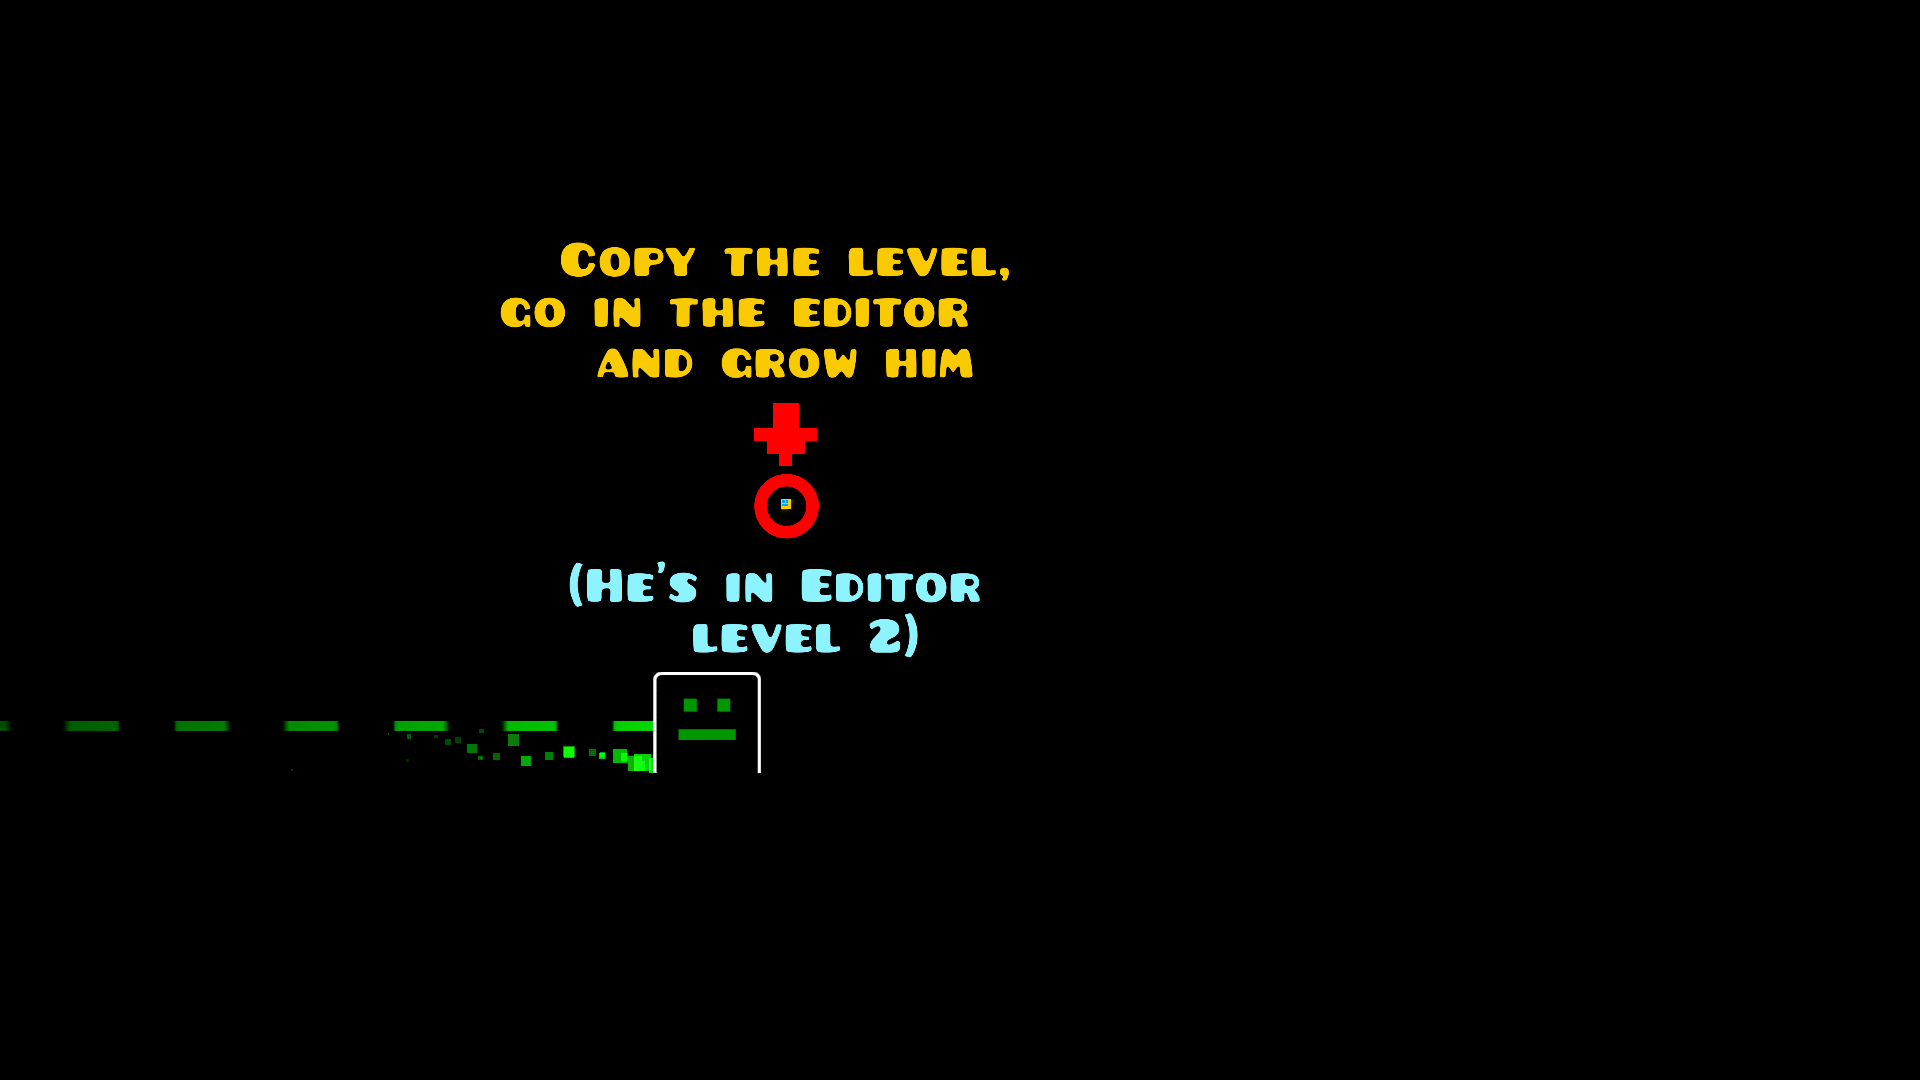 Copy the level,
go in the editor
and grow him
(He's in Editor
level 2)